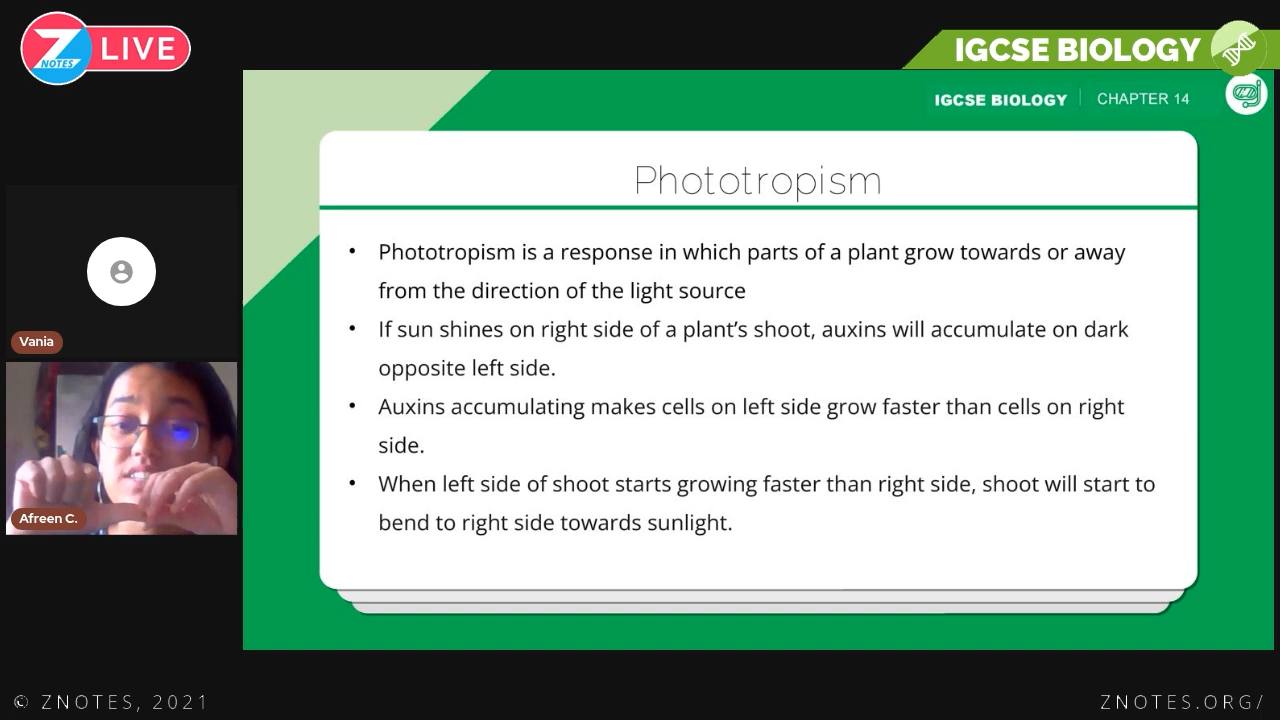 Z NOTES LIVE
IGCSE BIOLOGY
IGCSE BIOLOGY | CHAPTER 14
Phototropism
• Phototropism is a response in which parts of a plant grow towards or away
from the direction of the light source
• If sun shines on right side of a plant's shoot, auxins will accumulate on dark
opposite left side.
• Auxins accumulating makes cells on left side grow faster than cells on right
side.
• When left side of shoot starts growing faster than right side, shoot will start to
bend to right side towards sunlight.
Vania
Afreen C.
© ZNOTES, 2021
ZNOTES.ORG/